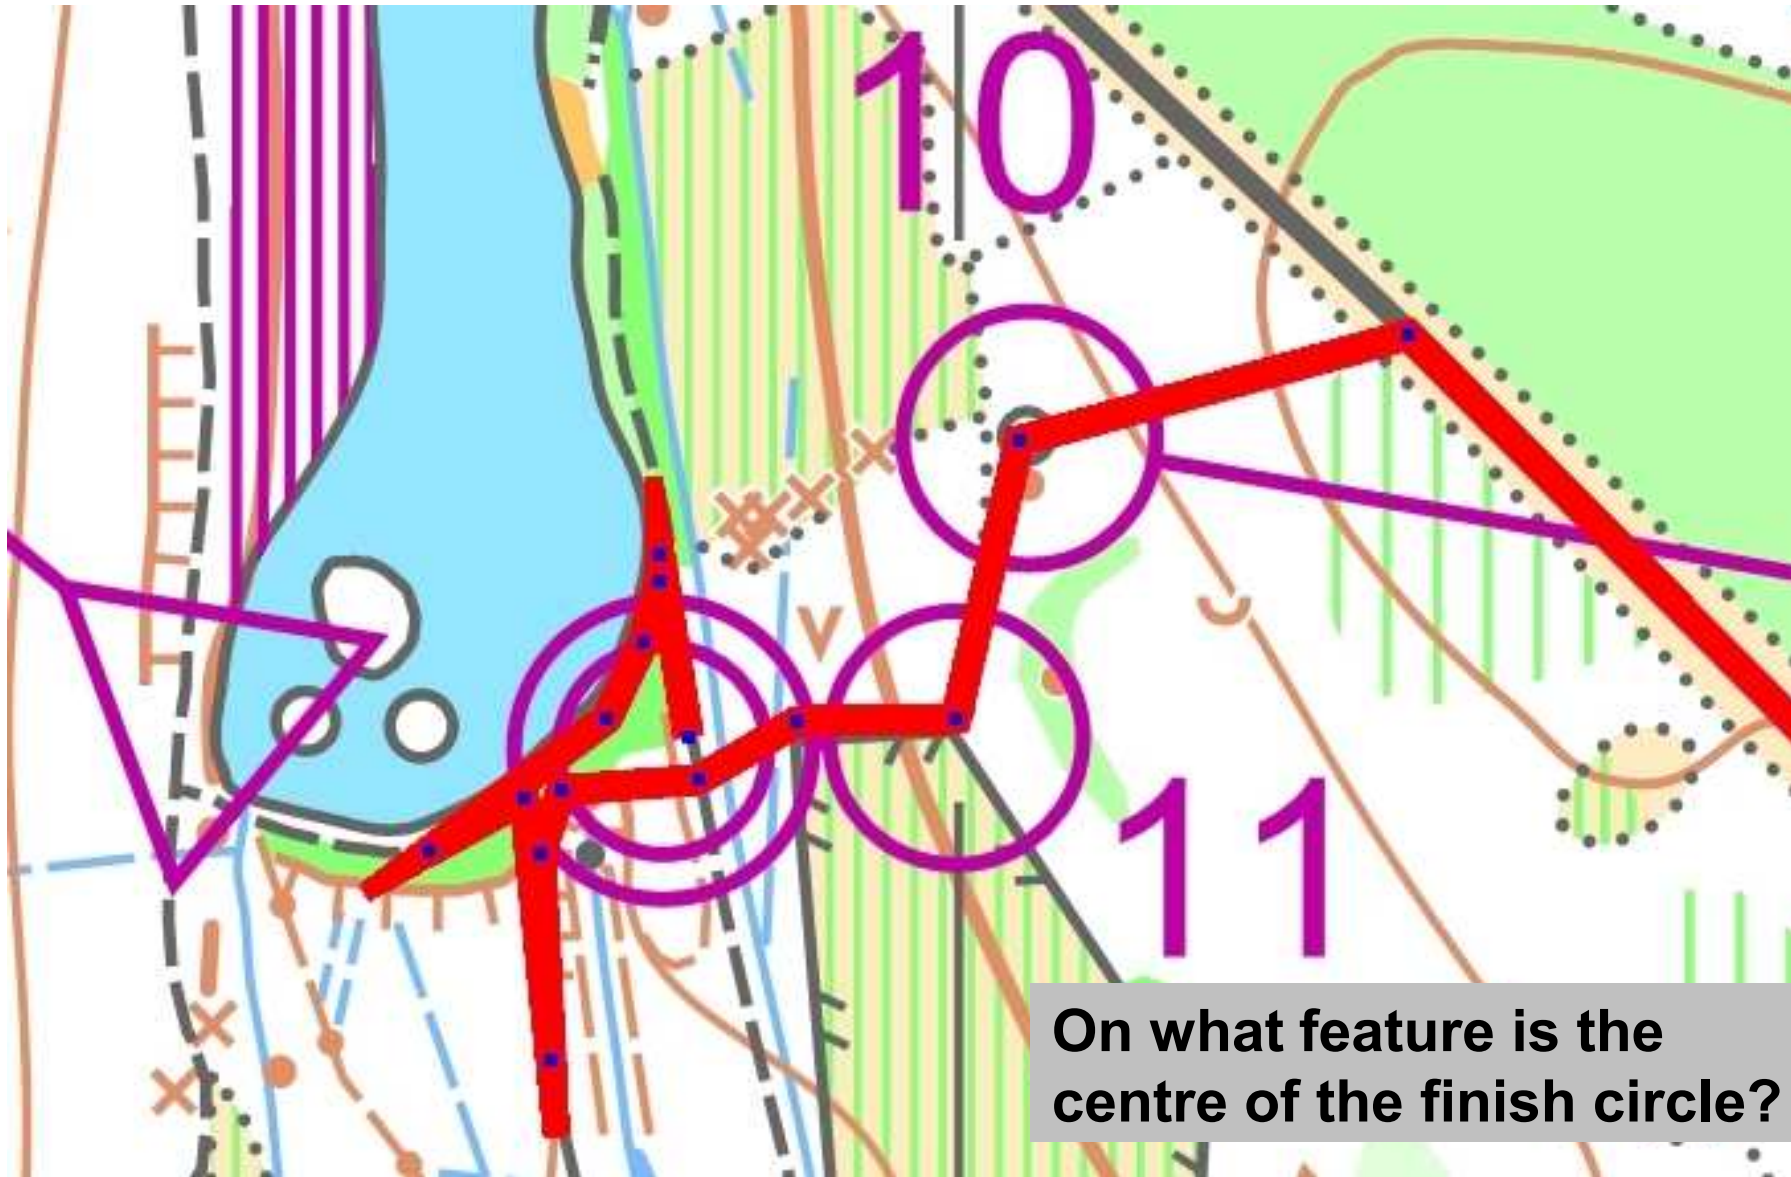 10
11
On what feature is the
centre of the finish circle?